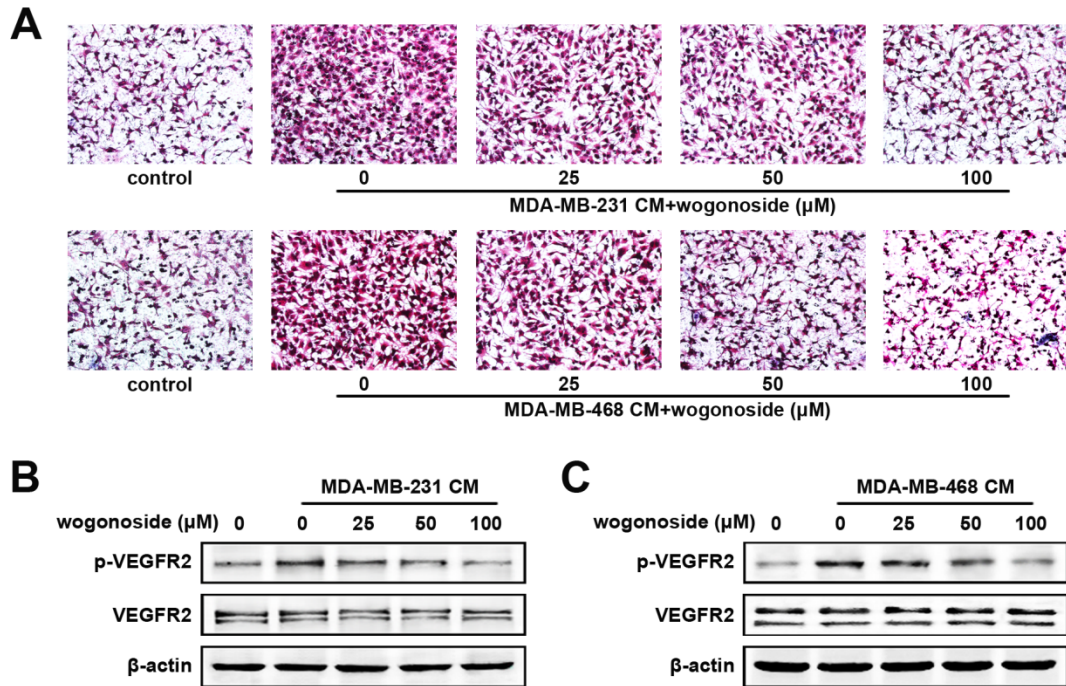 A
control
0 25 50 100
MDA-MB-231 CM+wogonoside (μM)
control
0 25 50 100
MDA-MB-468 CM+wogonoside (μM)
B
MDA-MB-231 CM
wogonoside (μM) 0 0 25 50 100
p-VEGFR2
VEGFR2
β-actin
C
MDA-MB-468 CM
wogonoside (μM) 0 0 25 50 100
p-VEGFR2
VEGFR2
β-actin